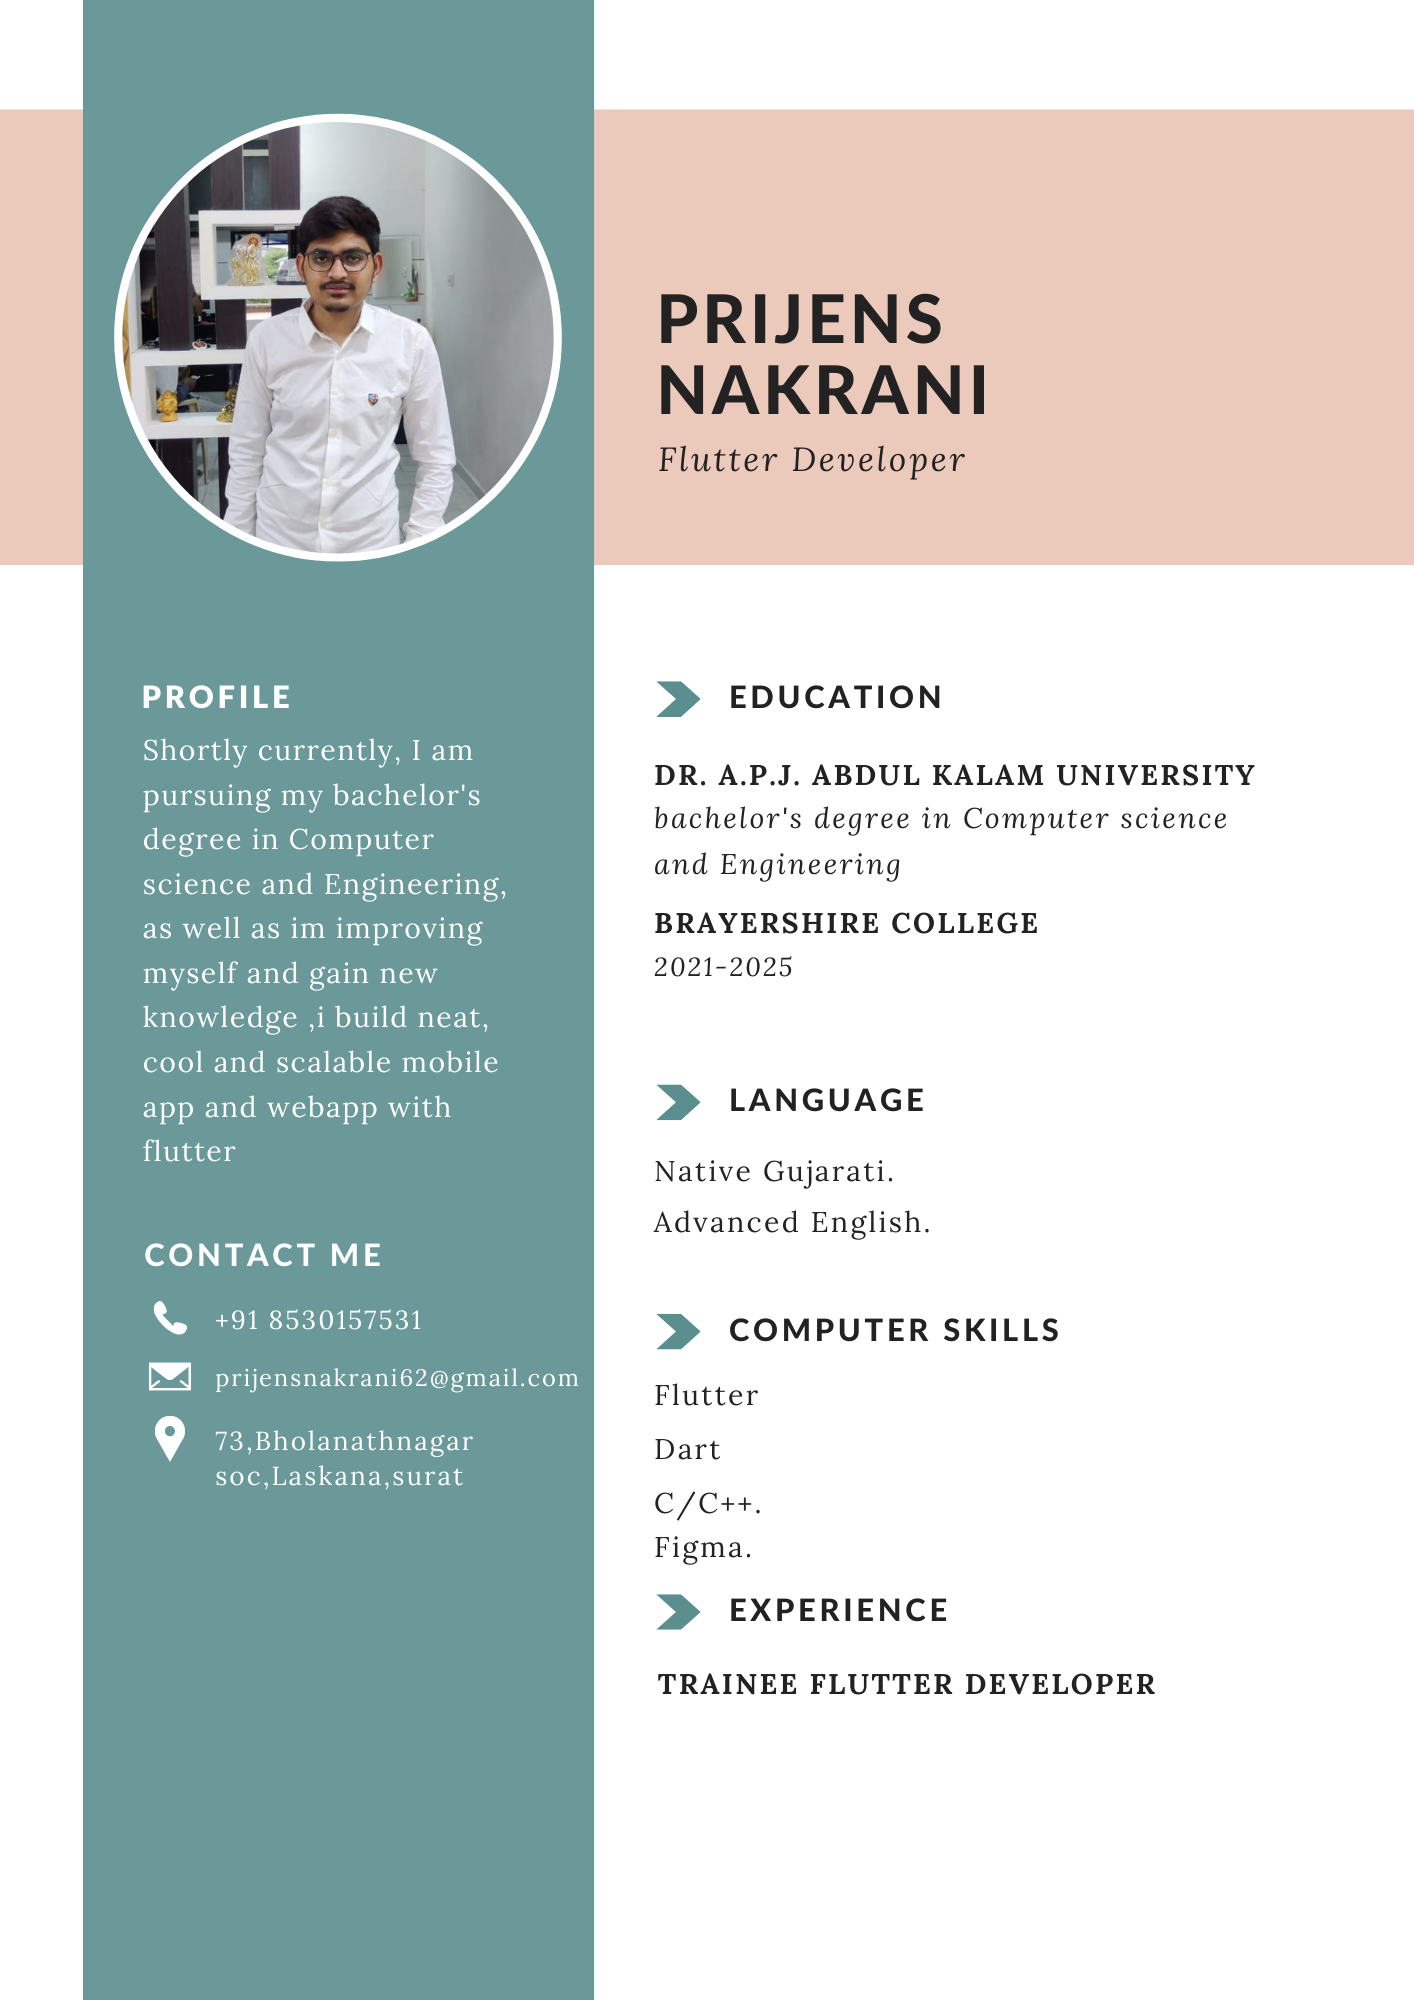 PRIJENS
NAKRANI
Flutter Developer
PROFILE
Shortly currently, I am
pursuing my bachelor's
degree in Computer
science and Engineering,
as well as im improving
myself and gain new
knowledge ,i build neat,
cool and scalable mobile
app and webapp with
flutter
CONTACT ME
+91 8530157531
prijensnakrani62@gmail.com
73,Bholanathnagar
soc,Laskana,surat
EDUCATION
DR. A.P.J. ABDUL KALAM UNIVERSITY
bachelor's degree in Computer science
and Engineering
BRAYERSHIRE COLLEGE
2021-2025
LANGUAGE
Native Gujarati.
Advanced English.
COMPUTER SKILLS
Flutter
Dart
C/C++.
Figma.
EXPERIENCE
TRAINEE FLUTTER DEVELOPER